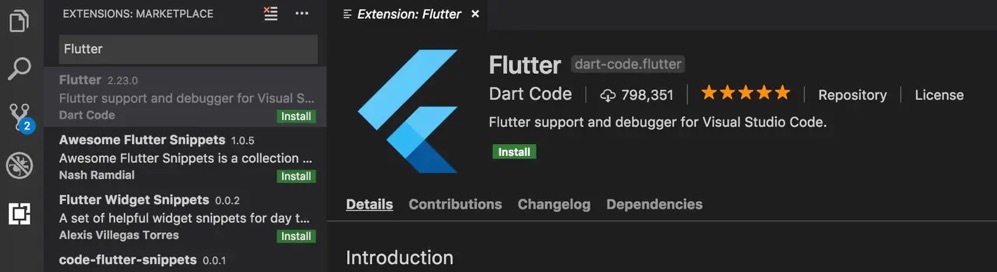 EXTENSIONS: MARKETPLACE
Flutter
Flutter 2.23.0
Flutter support and debugger for Visual S...
Dart Code Install
Awesome Flutter Snippets 1.0.5
Awesome Flutter Snippets is a collection ...
Nash Ramdial Install
Flutter Widget Snippets 0.0.2
A set of helpful widget snippets for day t...
Alexis Villegas Torres Install
code-flutter-snippets 0.0.1
2
Extension: Flutter
Flutter dart-code.flutter
Dart Code 798,351 Repository License
Flutter support and debugger for Visual Studio Code.
Install
Details Contributions Changelog Dependencies
Introduction